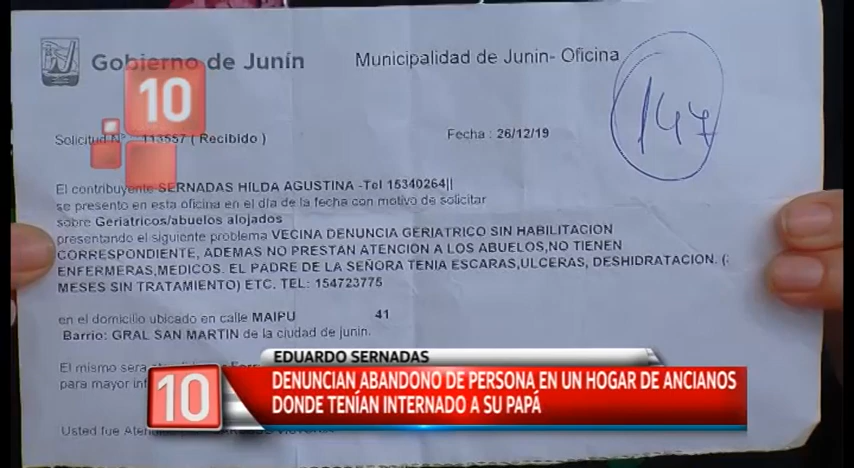 Gobierno de Junín
Municipalidad de Junin- Oficina
10
147
Solicitud Nº 113557 ( Recibido )
Fecha : 26/12/19
El contribuyente SERNADAS HILDA AGUSTINA -Tel 15340264||
se presento en esta oficina en el día de la fecha con motivo de solicitar
sobre Geriatricos/abuelos alojados
presentando el siguiente problema VECINA DENUNCIA GERIATRICO SIN HABILITACION
CORRESPONDIENTE, ADEMAS NO PRESTAN ATENCION A LOS ABUELOS,NO TIENEN
ENFERMERAS,MEDICOS. EL PADRE DE LA SEÑORA TENIA ESCARAS,ULCERAS, DESHIDRATACION. (
MESES SIN TRATAMIENTO) ETC. TEL: 154723775
en el domicilio ubicado en calle MAIPU 41
Barrio: GRAL SAN MARTIN de la ciudad de junin.
El mismo sera
para mayor
Usted fue
EDUARDO SERNADAS
10
DENUNCIAN ABANDONO DE PERSONA EN UN HOGAR DE ANCIANOS
DONDE TENÍAN INTERNADO A SU PAPÁ